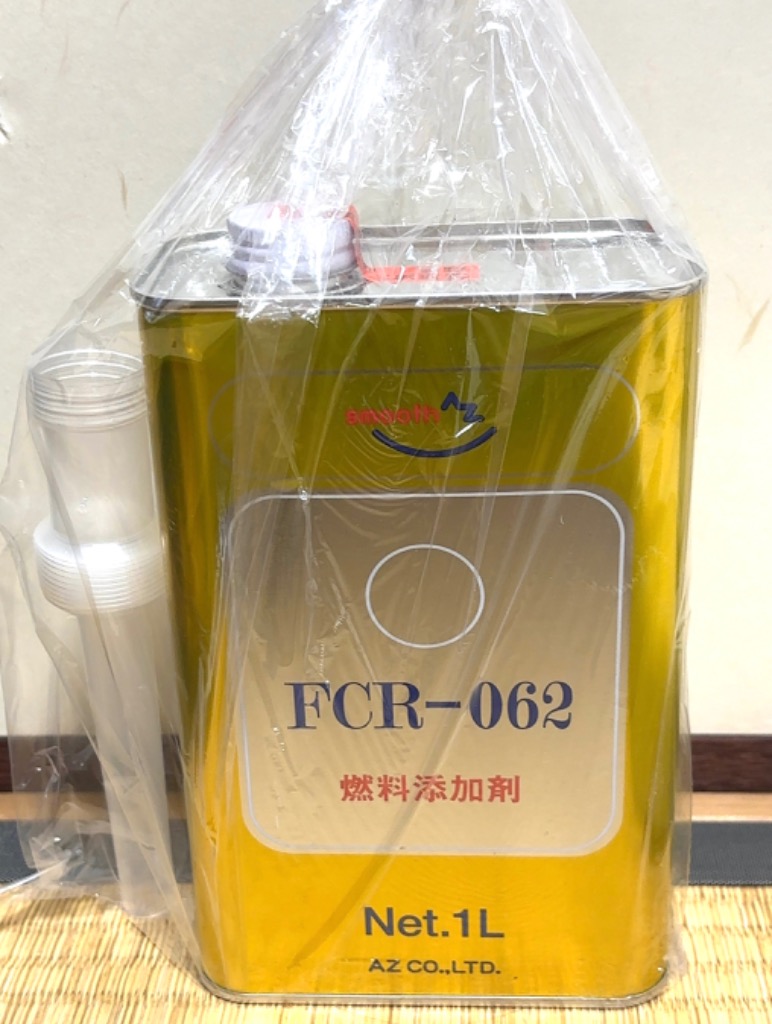 smooth AZ
FCR-062
燃料添加剤
Net.1L
AZ CO.,LTD.